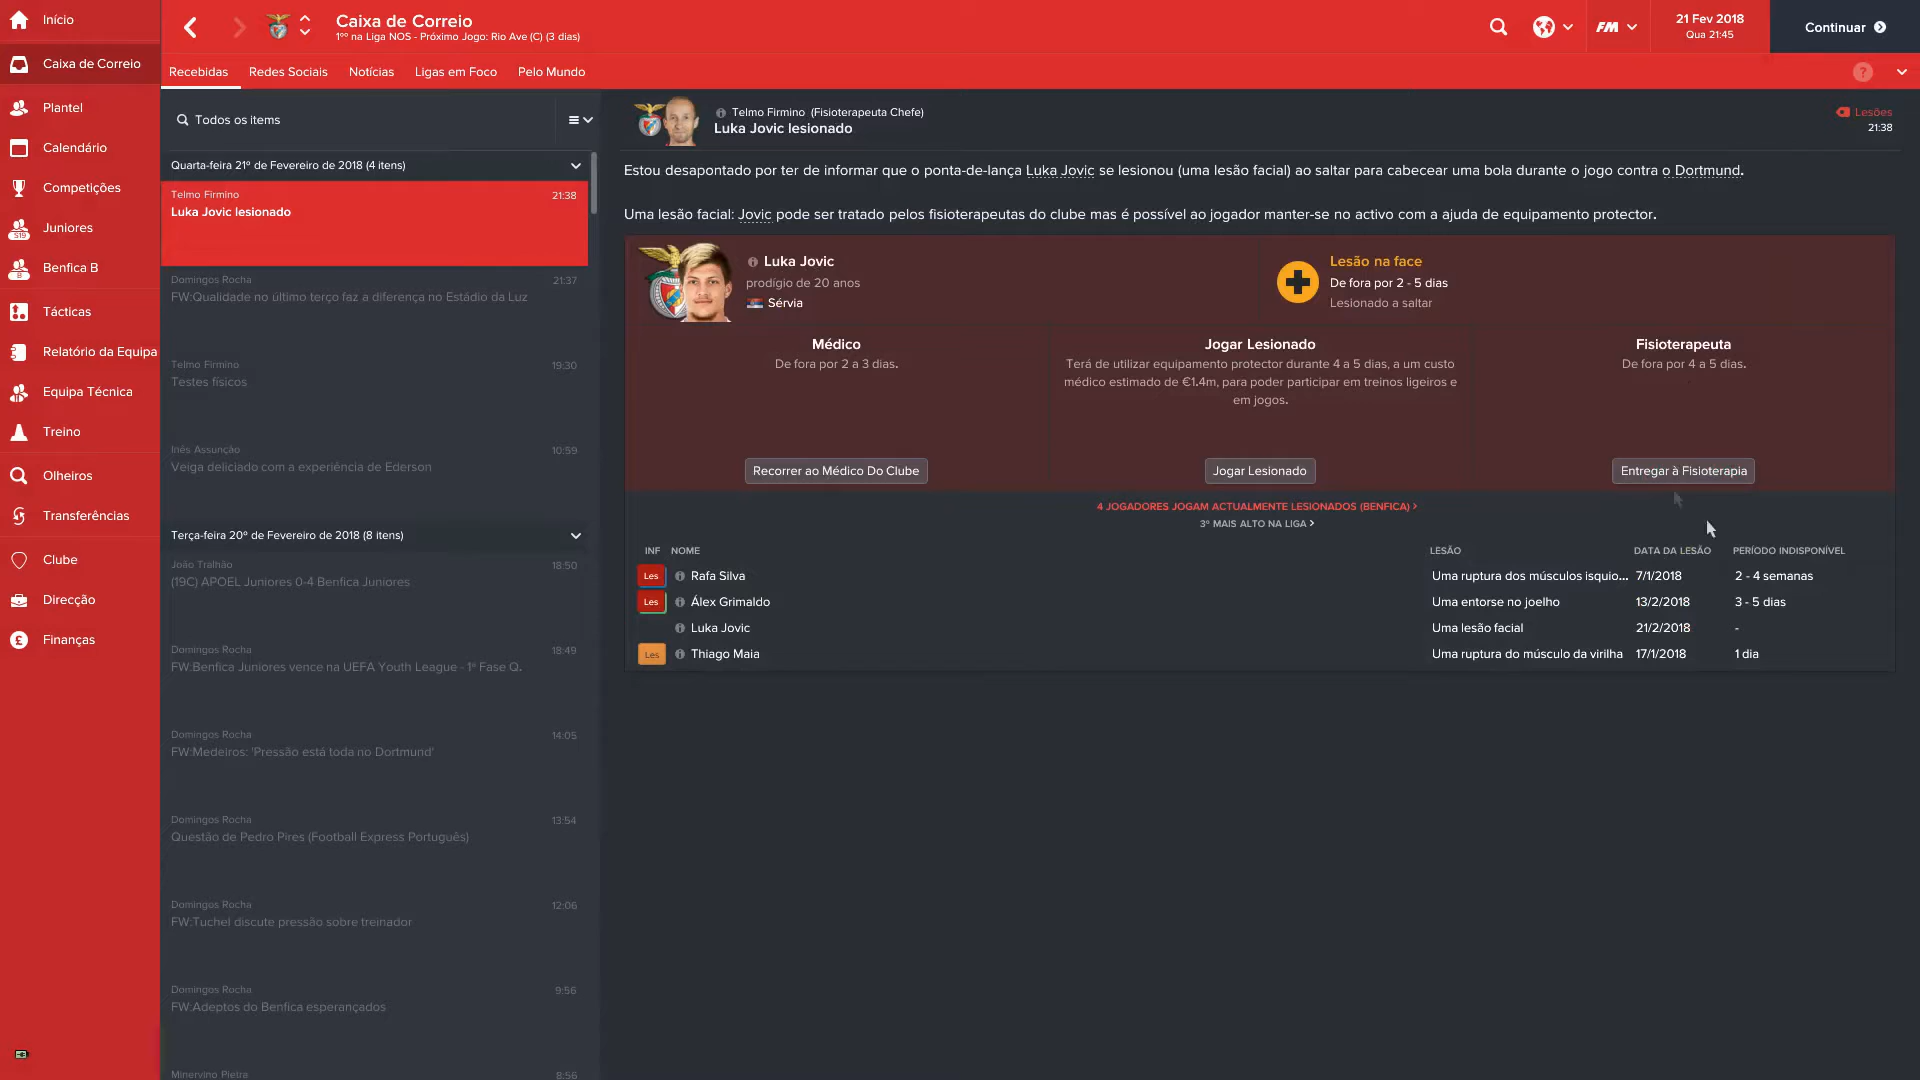 Início
Caixa de Correio
Plantel
Calendário
Competições
Juniores
Benfica B
Tácticas
Relatório da Equipa
Equipa Técnica
Treino
Olheiros
Transferências
Clube
Direcção
Finanças
Caixa de Correio
1º na Liga NOS - Próximo Jogo: Rio Ave (C) (3 dias)
FM
21 Fev 2018
Qua 21:45
Continuar
Recebidas
Redes Sociais
Notícias
Ligas em Foco
Pelo Mundo
?
Todos os items
Quarta-feira 21º de Fevereiro de 2018 (4 itens)
Telmo Firmino 21:38
Luka Jovic lesionado
Domingos Rocha 21:37
FW:Qualidade no último terço faz a diferença no Estádio da Luz
Telmo Firmino 19:30
Testes físicos
Inês Assunção 10:59
Veiga deliciado com a experiência de Ederson
Terça-feira 20º de Fevereiro de 2018 (8 itens)
João Tralhão 18:50
(19C) APOEL Juniores 0-4 Benfica Juniores
Domingos Rocha 18:49
FW:Benfica Juniores vence na UEFA Youth League - 1ª Fase Q.
Domingos Rocha 14:05
FW:Medeiros: 'Pressão está toda no Dortmund'
Domingos Rocha 13:54
Questão de Pedro Pires (Football Express Português)
Domingos Rocha 12:06
FW:Tuchel discute pressão sobre treinador
Domingos Rocha 9:56
FW:Adeptos do Benfica esperançados
Minervino Pietra 8:56
Telmo Firmino (Fisioterapeuta Chefe)
Luka Jovic lesionado
Lesões
21:38
Estou desapontado por ter de informar que o ponta-de-lança Luka Jovic se lesionou (uma lesão facial) ao saltar para cabecear uma bola durante o jogo contra o Dortmund.
Uma lesão facial: Jovic pode ser tratado pelos fisioterapeutas do clube mas é possível ao jogador manter-se no activo com a ajuda de equipamento protector.
Luka Jovic
prodígio de 20 anos
Sérvia
Lesão na face
De fora por 2 - 5 dias
Lesionado a saltar
Médico
De fora por 2 a 3 dias.
Recorrer ao Médico Do Clube
Jogar Lesionado
Terá de utilizar equipamento protector durante 4 a 5 dias, a um custo
médico estimado de €1.4m, para poder participar em treinos ligeiros e
em jogos.
Jogar Lesionado
Fisioterapeuta
De fora por 4 a 5 dias.
Entregar à Fisioterapia
4 JOGADORES JOGAM ACTUALMENTE LESIONADOS (BENFICA) >
3º MAIS ALTO NA LIGA >
INF NOME LESÃO DATA DA LESÃO PERÍODO INDISPONÍVEL
Les Rafa Silva Uma ruptura dos músculos isquio... 7/1/2018 2 - 4 semanas
Les Álex Grimaldo Uma entorse no joelho 13/2/2018 3 - 5 dias
Luka Jovic Uma lesão facial 21/2/2018 -
Les Thiago Maia Uma ruptura do músculo da virilha 17/1/2018 1 dia